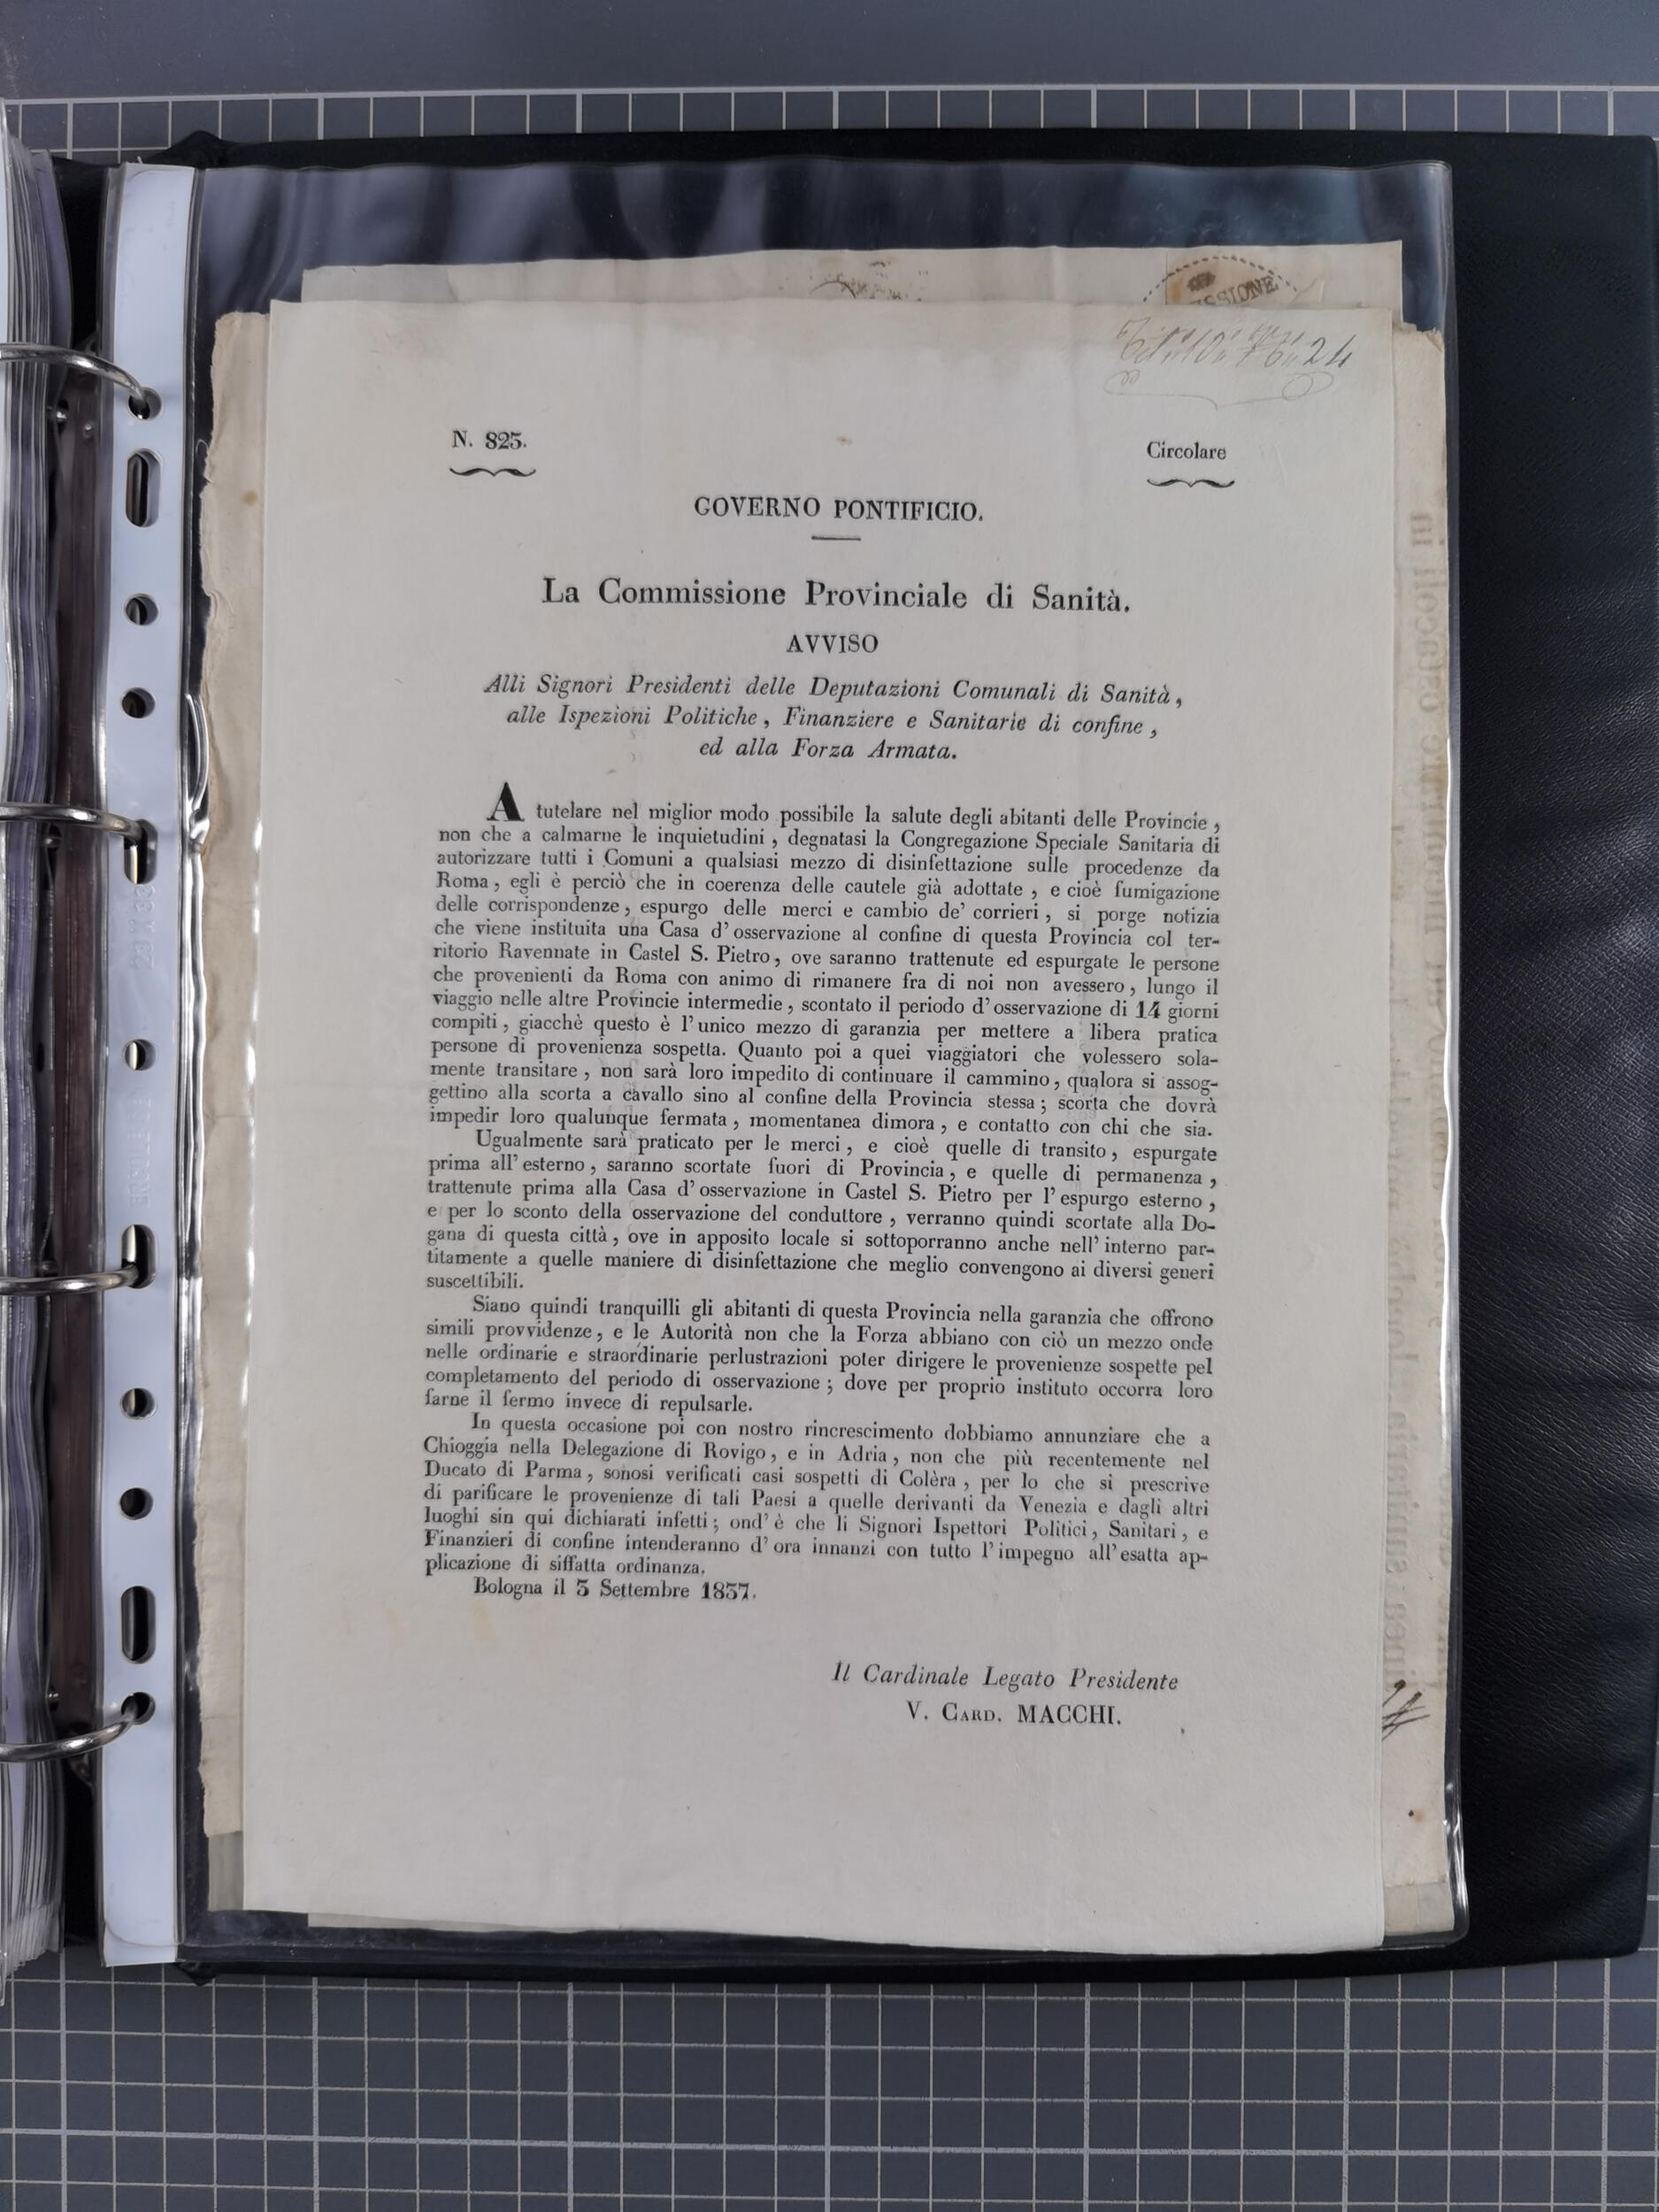 SSIONE
24
N. 823.
Circolare
GOVERNO PONTIFICIO.
La Commissione Provinciale di Sanità.
AVVISO
Alli Signori Presidenti delle Deputazioni Comunali di Sanità,
alle Ispezioni Politiche, Finanziere e Sanitarie di confine,
ed alla Forza Armata.
A tutelare nel miglior modo possibile la salute degli abitanti delle Provincie,
non che a calmarne le inquietudini, degnatasi la Congregazione Speciale Sanitaria di
autorizzare tutti i Comuni a qualsiasi mezzo di disinfettazione sulle procedenze da
Roma, egli è perciò che in coerenza delle cautele già adottate, e cioè fumigazione
delle corrispondenze, espurgo delle merci e cambio de' corrieri, si porge notizia
che viene instituita una Casa d'osservazione al confine di questa Provincia col ter-
ritorio Ravennate in Castel S. Pietro, ove saranno trattenute ed espurgate le persone
che provenienti da Roma con animo di rimanere fra di noi non avessero, lungo il
viaggio nelle altre Provincie intermedie, scontato il periodo d'osservazione di 14 giorni
compiti, giacchè questo è l'unico mezzo di garanzia per mettere a libera pratica
persone di provenienza sospetta. Quanto poi a quei viaggiatori che volessero sola-
mente transitare, non sarà loro impedito di continuare il cammino, qualora si assog-
gettino alla scorta a cavallo sino al confine della Provincia stessa; scorta che dovrà
impedir loro qualunque fermata, momentanea dimora, e contatto con chi che sia.
Ugualmente sarà praticato per le merci, e cioè quelle di transito, espurgate
prima all'esterno, saranno scortate fuori di Provincia, e quelle di permanenza,
trattenute prima alla Casa d'osservazione in Castel S. Pietro per l'espurgo esterno,
e per lo sconto della osservazione del conduttore, verranno quindi scortate alla Do-
gana di questa città, ove in apposito locale si sottoporranno anche nell'interno par-
titamente a quelle maniere di disinfettazione che meglio convengono ai diversi generi
suscettibili.
Siano quindi tranquilli gli abitanti di questa Provincia nella garanzia che offrono
simili provvidenze, e le Autorità non che la Forza abbiano con ciò un mezzo onde
nelle ordinarie e straordinarie perlustrazioni poter dirigere le provenienze sospette pel
completamento del periodo di osservazione; dove per proprio instituto occorra loro
farne il fermo invece di repulsarle.
In questa occasione poi con nostro rincrescimento dobbiamo annunziare che a
Chioggia nella Delegazione di Rovigo, e in Adria, non che più recentemente nel
Ducato di Parma, sonosi verificati casi sospetti di Colèra, per lo che si prescrive
di parificare le provenienze di tali Paesi a quelle derivanti da Venezia e dagli altri
luoghi sin qui dichiarati infetti; ond'è che li Signori Ispettori Politici, Sanitari, e
Finanzieri di confine intenderanno d'ora innanzi con tutto l'impegno all'esatta ap-
plicazione di siffatta ordinanza.
Bologna il 3 Settembre 1837.
Il Cardinale Legato Presidente
V. CARD. MACCHI.